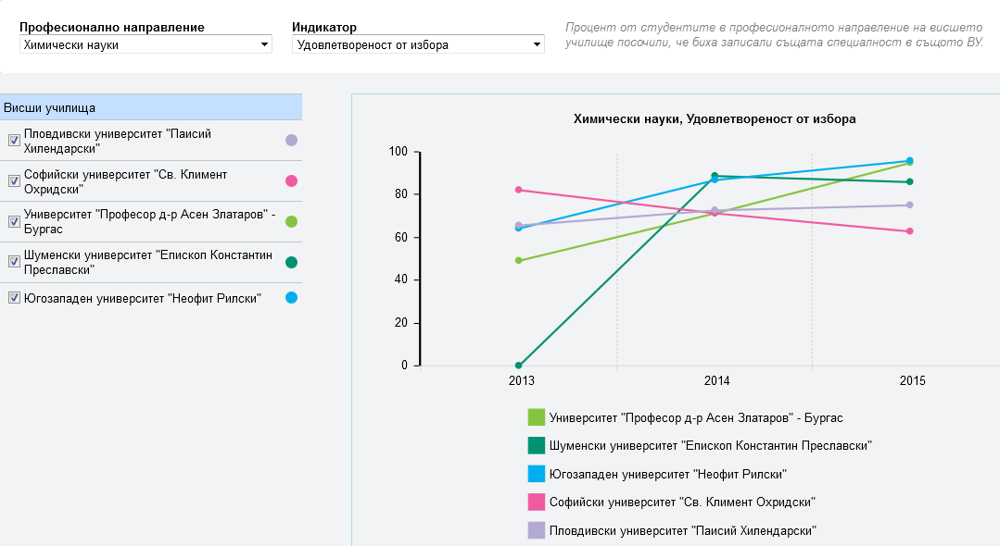 Професионално направление
Химически науки
Индикатор
Удовлетвореност от избора
Процент от студентите в професионалното направление на висшето
училище посочили, че биха записали същата специалност в същото ВУ.
Висши училища
Пловдивски университет "Паисий
Хилендарски"
Софийски университет "Св. Климент
Охридски"
Университет "Професор д-р Асен Златаров" -
Бургас
Шуменски университет "Епископ Константин
Преславски"
Югозападен университет "Неофит Рилски"
Химически науки, Удовлетвореност от избора
100
80
60
40
20
0
2013
2014
2015
Университет "Професор д-р Асен Златаров" - Бургас
Шуменски университет "Епископ Константин Преславски"
Югозападен университет "Неофит Рилски"
Софийски университет "Св. Климент Охридски"
Пловдивски университет "Паисий Хилендарски"